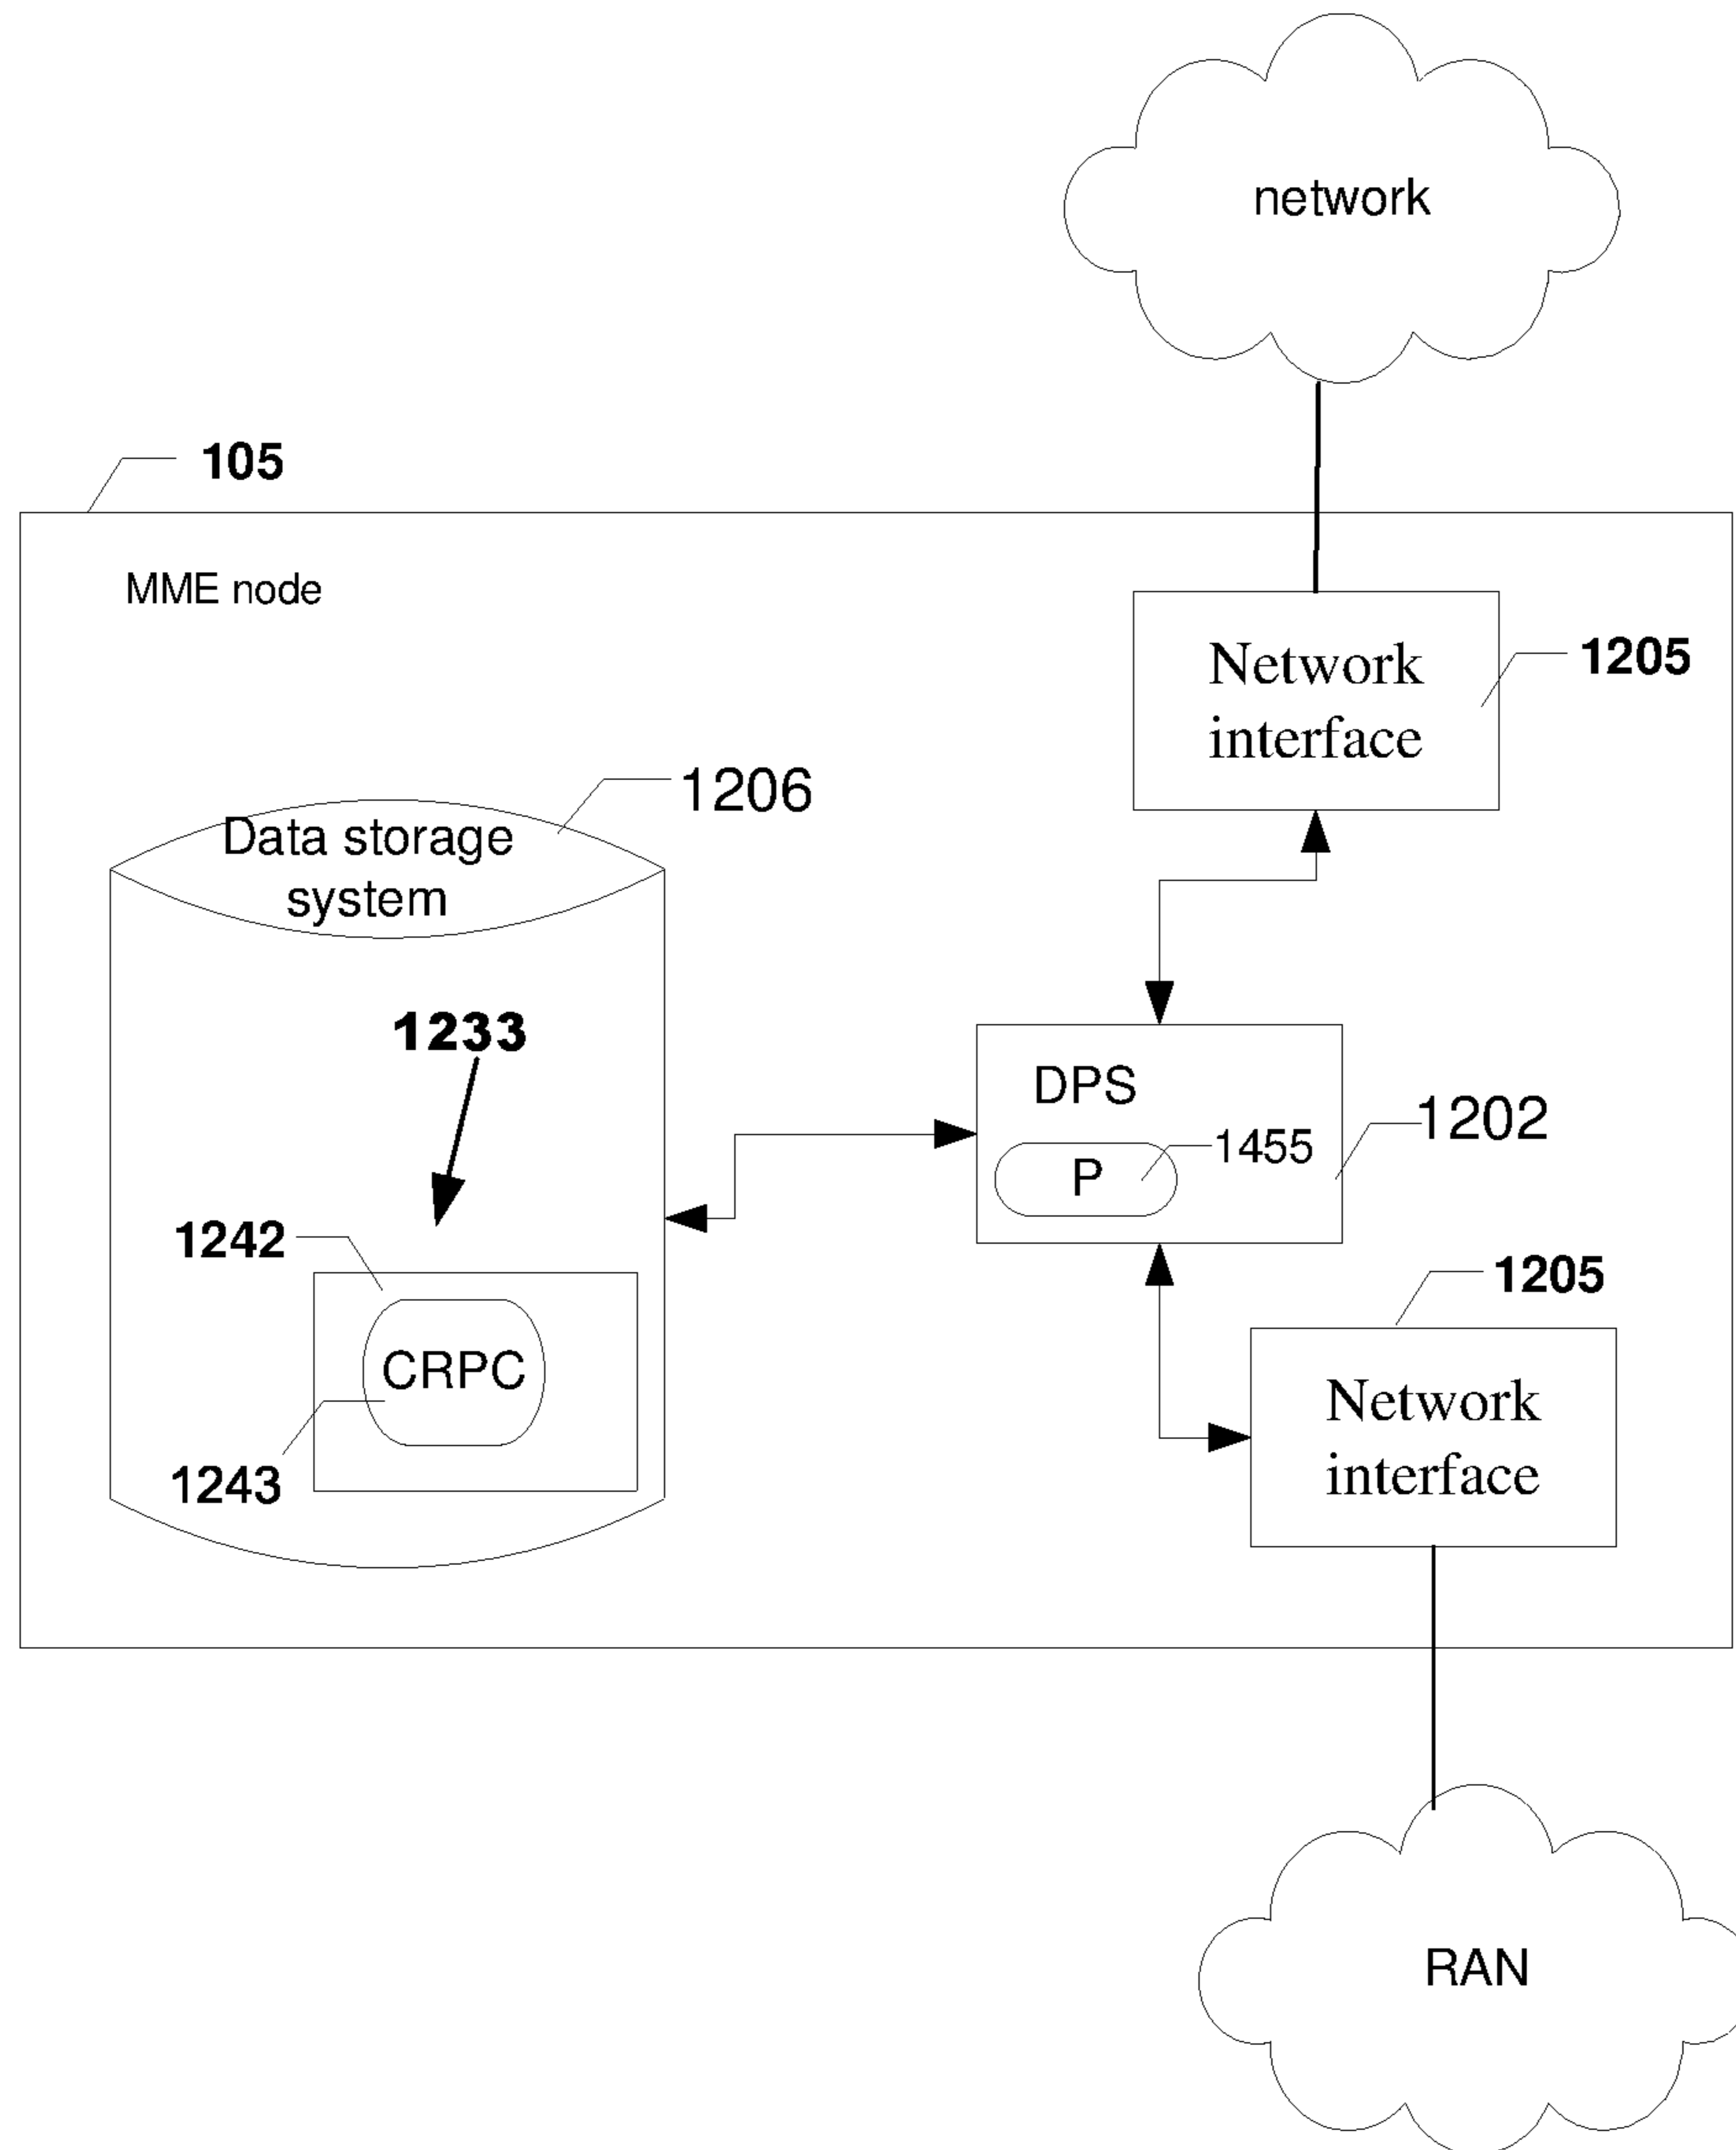 network
105
MME node
Network
interface
1205
1206
Data storage
system
1233
DPS
1202
P
1455
1242
1205
CRPC
Network
interface
1243
RAN